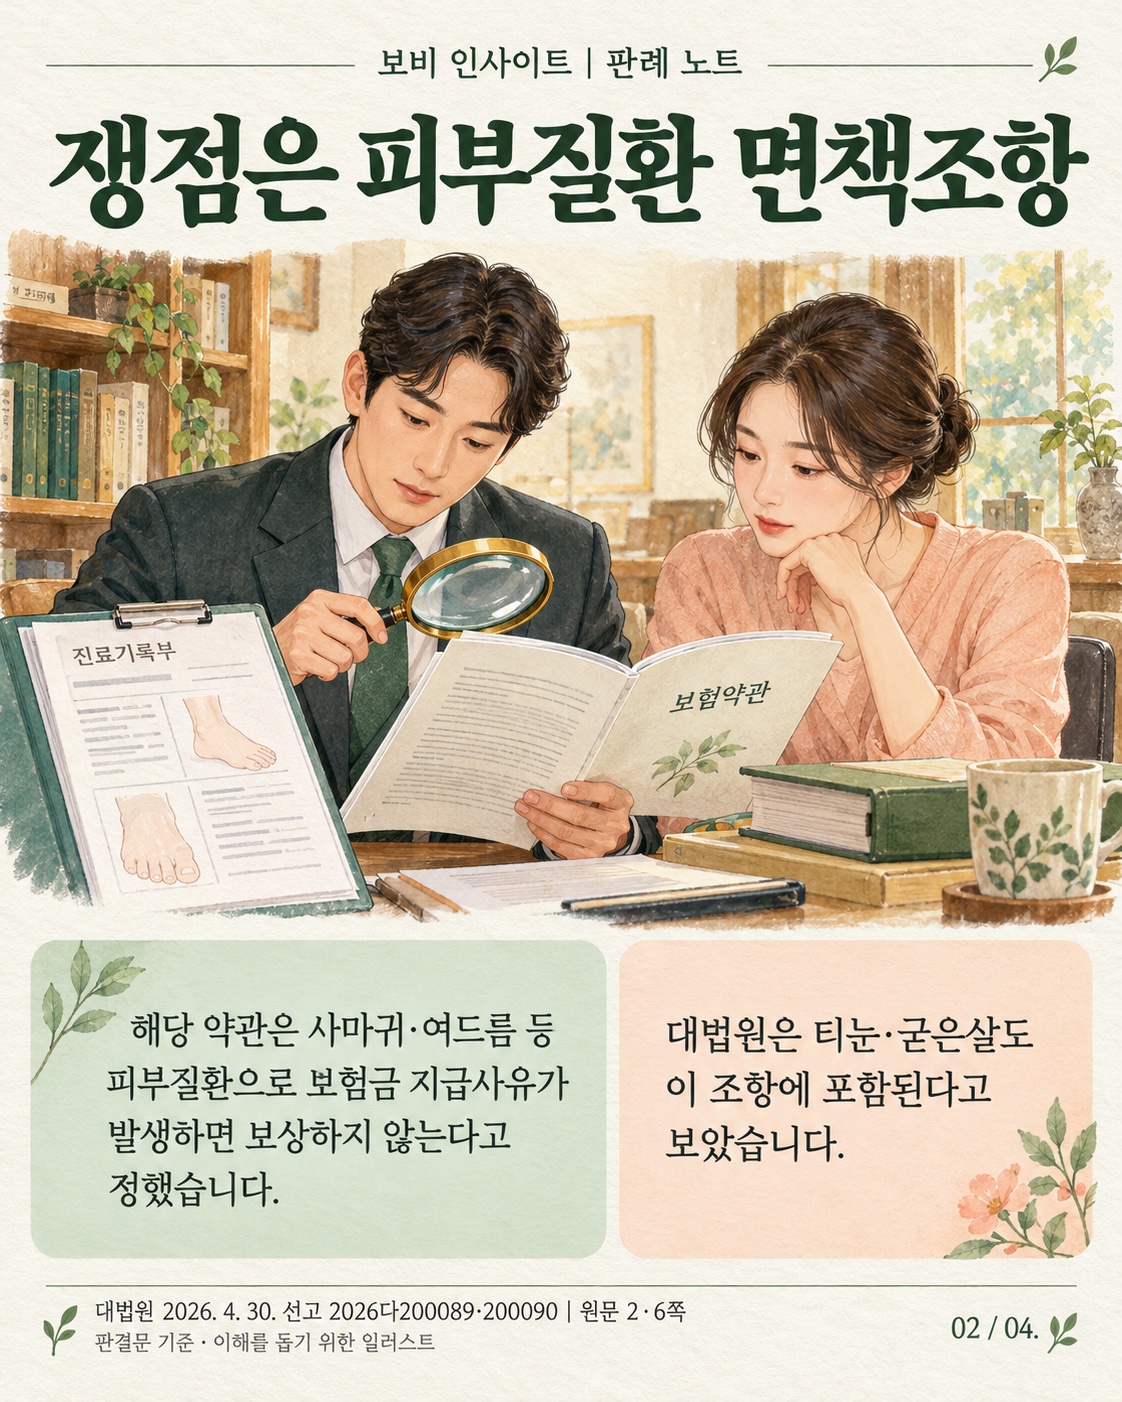 보비 인사이트 | 판례 노트
쟁점은 피부질환 면책조항
진료기록부
보험약관
해당 약관은 사마귀·여드름 등
피부질환으로 보험금 지급사유가
발생하면 보상하지 않는다고
정했습니다.
대법원은 티눈·굳은살도
이 조항에 포함된다고
보았습니다.
대법원 2026. 4. 30. 선고 2026다200089·200090 | 원문 2·6쪽
판결문 기준 · 이해를 돕기 위한 일러스트
02 / 04.